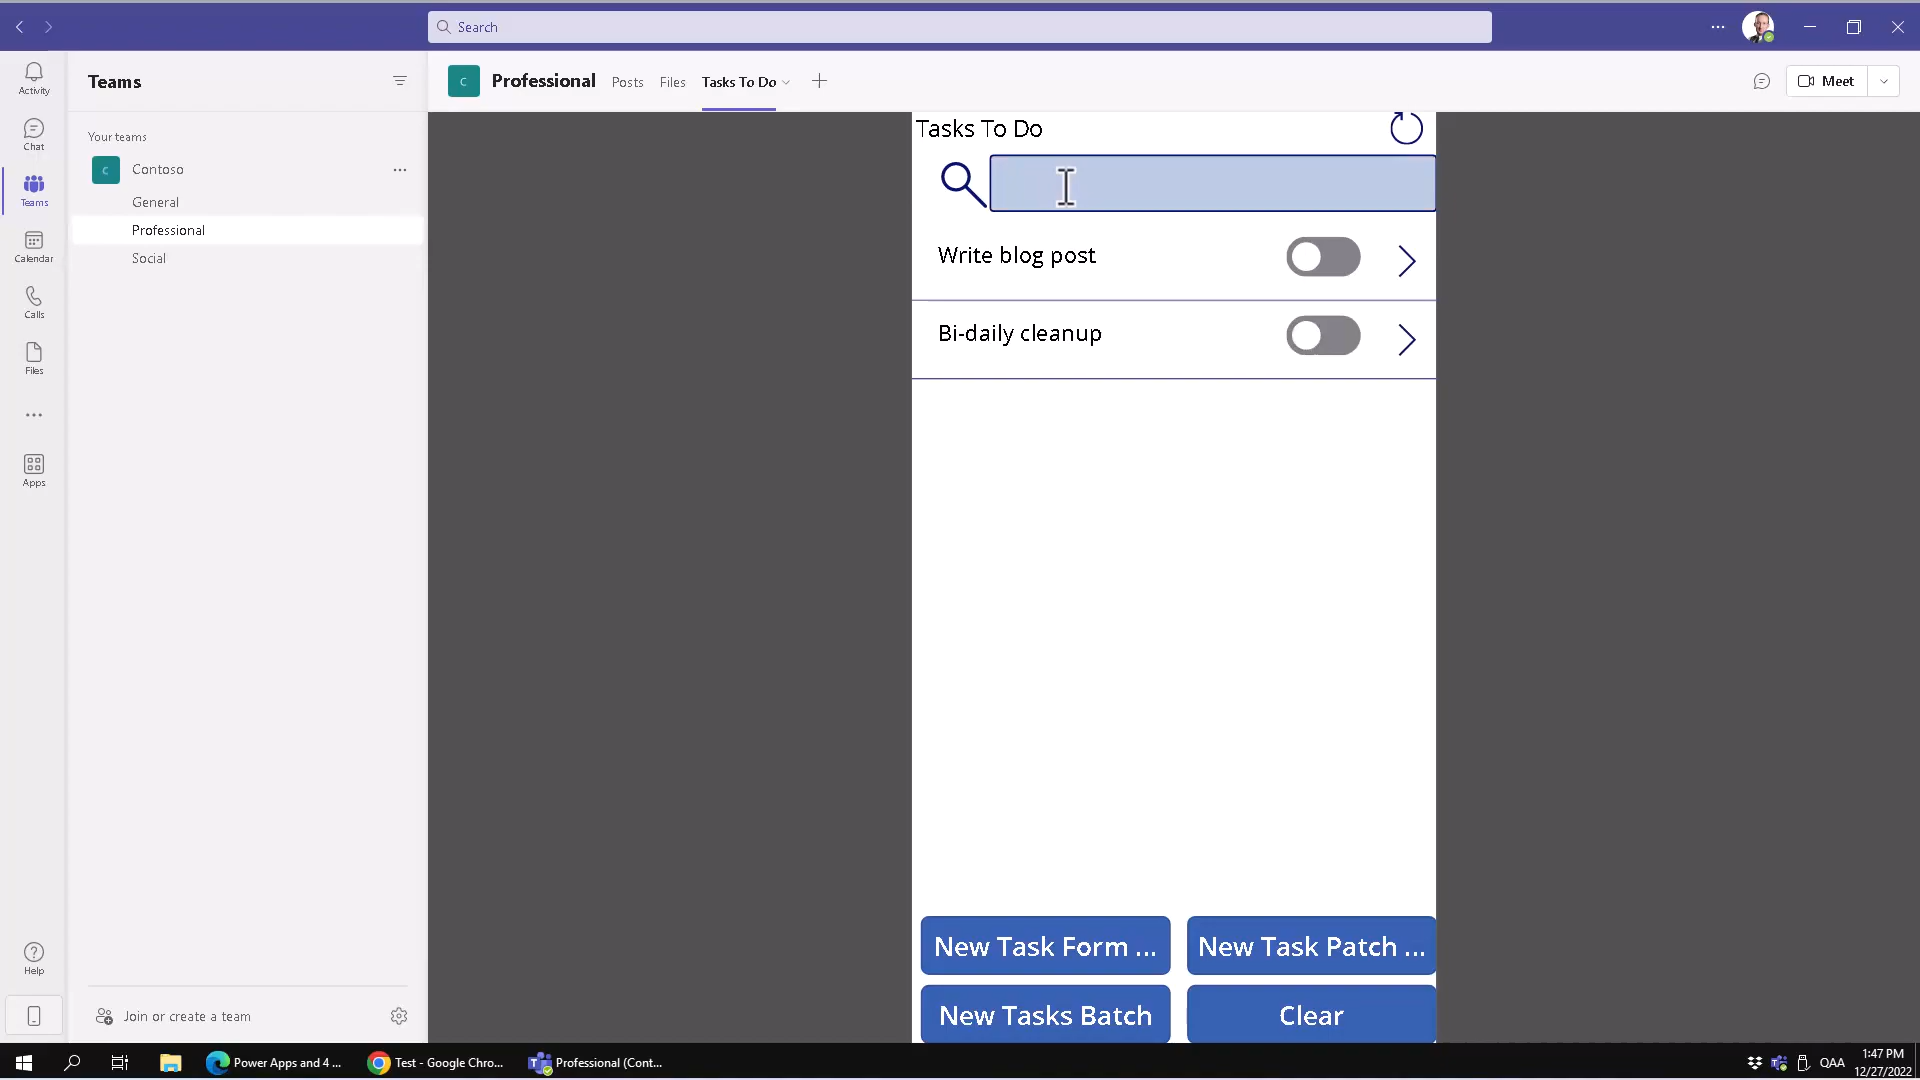 Search
Activity
Chat
Teams
Calendar
Calls
Files
Apps
Help
Teams
Your teams
C Contoso
General
Professional
Social
Join or create a team
C Professional Posts Files Tasks To Do
Meet
Tasks To Do
Write blog post
Bi-daily cleanup
New Task Form ... New Task Patch ...
New Tasks Batch Clear
Power Apps and 4 ... Test - Google Chro... Professional (Cont...
QAA
1:47 PM
12/27/2022